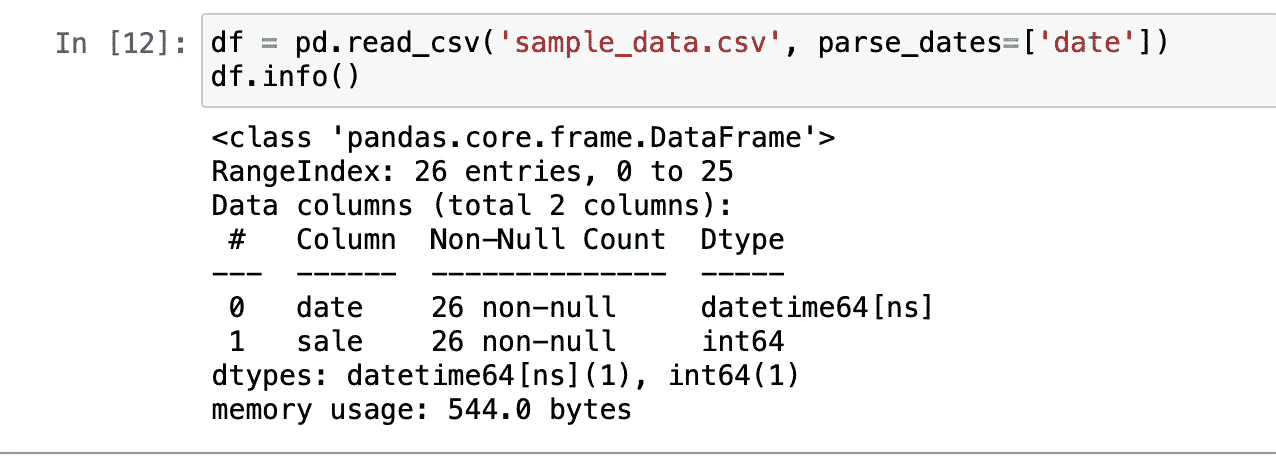 In [12]: df = pd.read_csv('sample_data.csv', parse_dates=['date'])
df.info()
<class 'pandas.core.frame.DataFrame'>
RangeIndex: 26 entries, 0 to 25
Data columns (total 2 columns):
 #   Column  Non-Null Count  Dtype
---  ------  --------------  -----
 0   date    26 non-null     datetime64[ns]
 1   sale    26 non-null     int64
dtypes: datetime64[ns](1), int64(1)
memory usage: 544.0 bytes